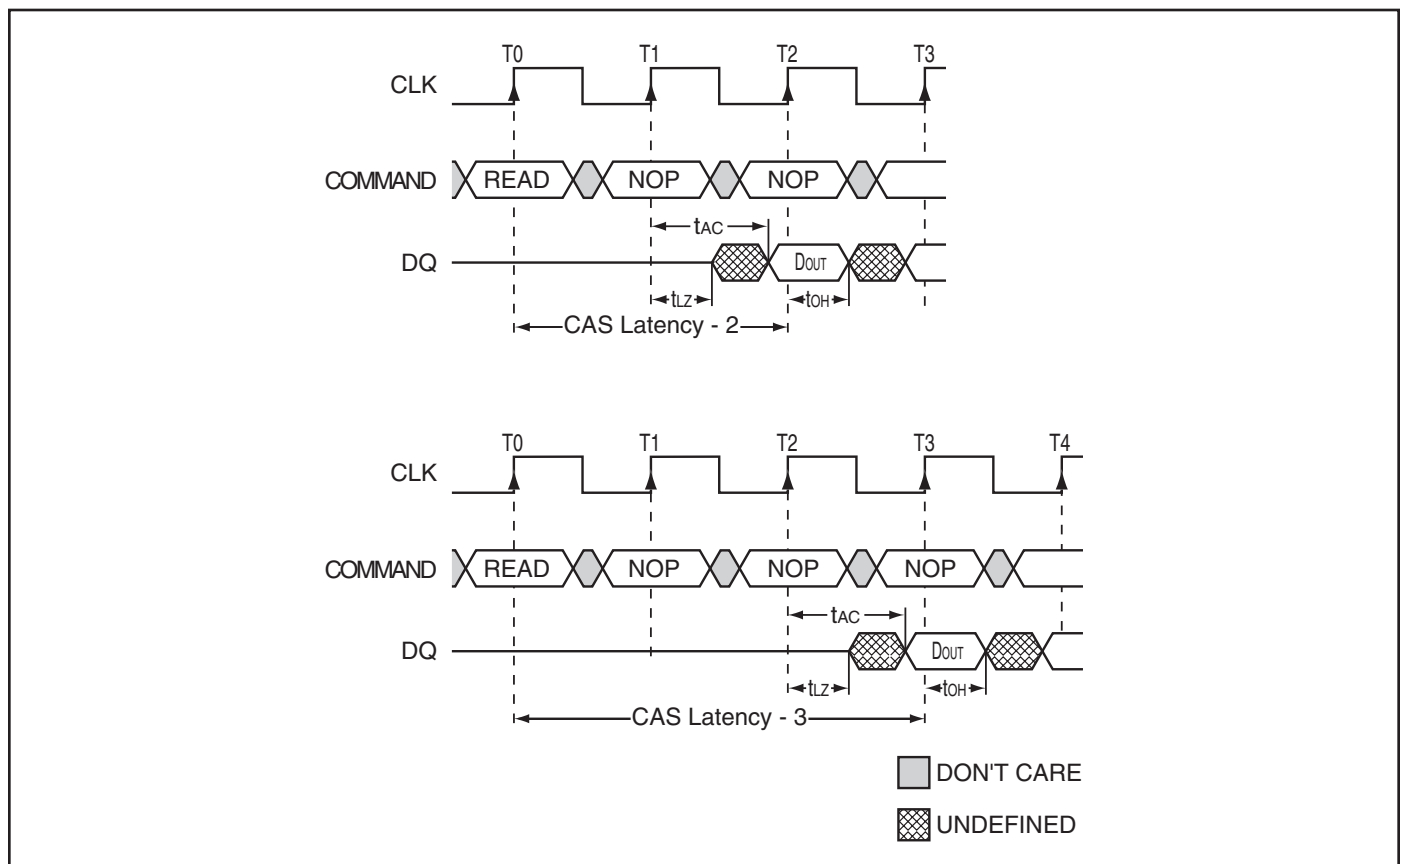 T0 T1 T2 T3
CLK
COMMAND READ NOP NOP
tAC
DQ DOUT
tLZ tOH
CAS Latency - 2
T0 T1 T2 T3 T4
CLK
COMMAND READ NOP NOP NOP
tAC
DQ DOUT
tLZ tOH
CAS Latency - 3
DON'T CARE
UNDEFINED